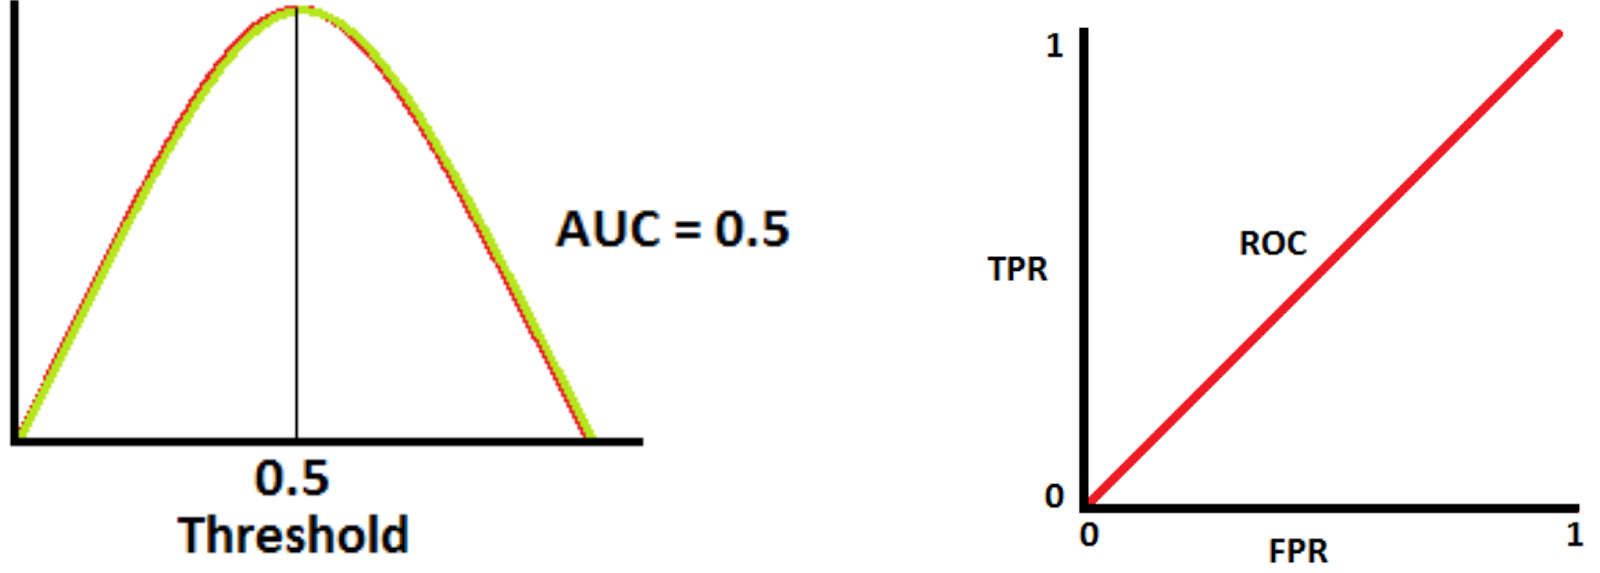 AUC = 0.5
0.5
Threshold
1
ROC
TPR
0
0
1
FPR